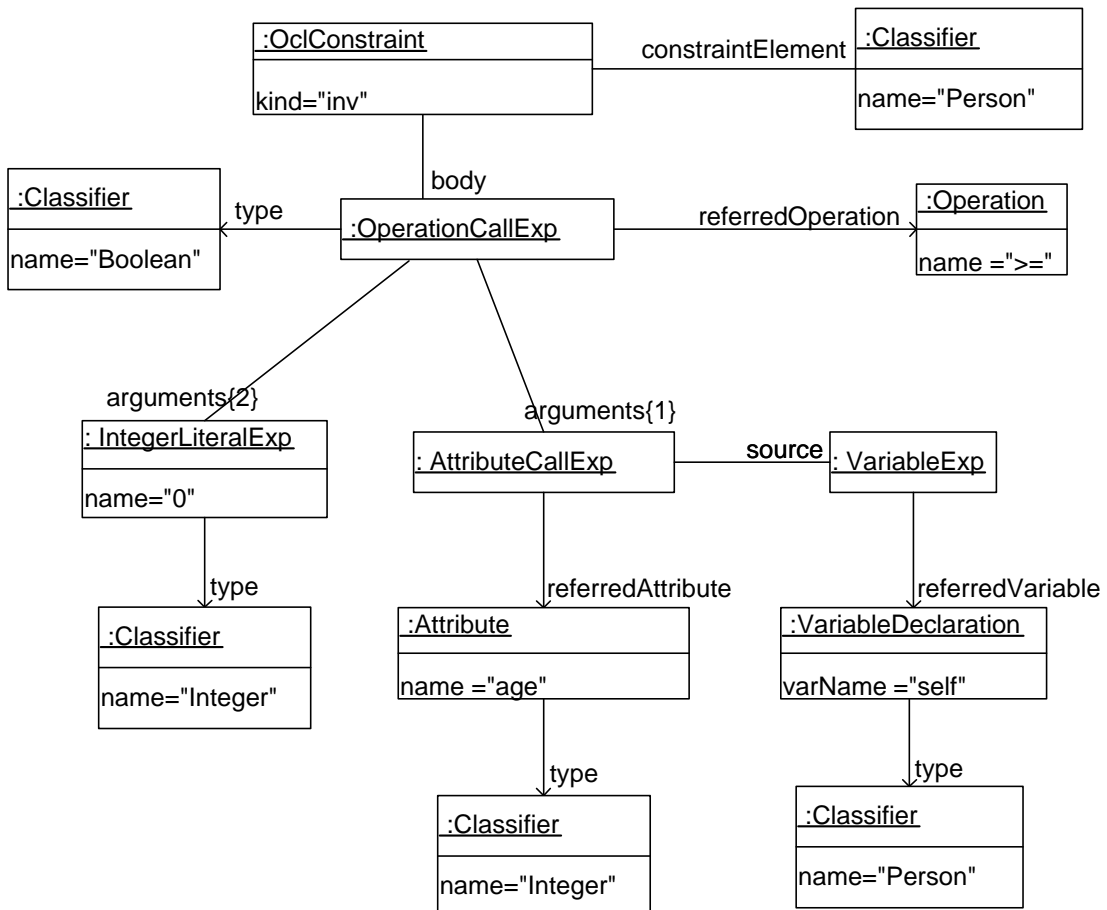 :OclConstraint
kind="inv"
constraintElement
:Classifier
name="Person"
body
:Classifier
name="Boolean"
type
:OperationCallExp
referredOperation
:Operation
name =">="
arguments{2}
: IntegerLiteralExp
name="0"
arguments{1}
: AttributeCallExp
source
: VariableExp
type
:Classifier
name="Integer"
referredAttribute
:Attribute
name ="age"
referredVariable
:VariableDeclaration
varName ="self"
type
:Classifier
name="Integer"
type
:Classifier
name="Person"